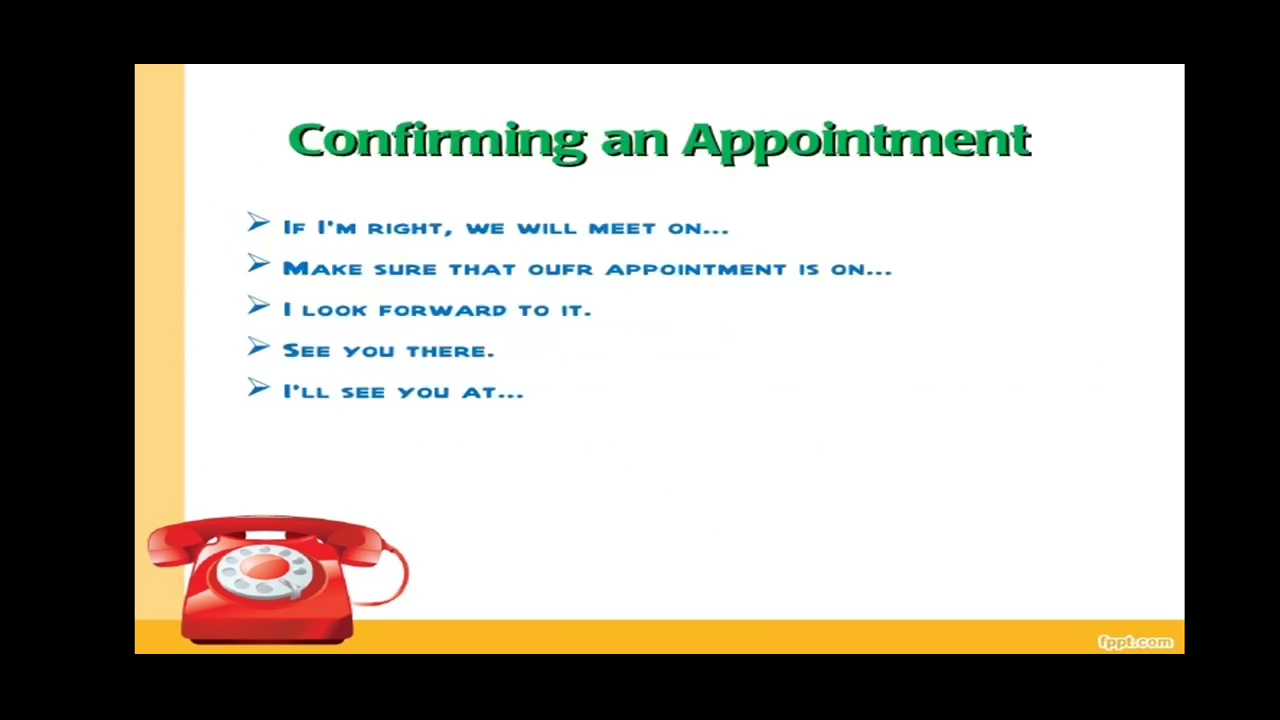 Confirming an Appointment
If I'm right, we will meet on...
Make sure that oufr appointment is on...
I look forward to it.
See you there.
I'll see you at...
fppt.com